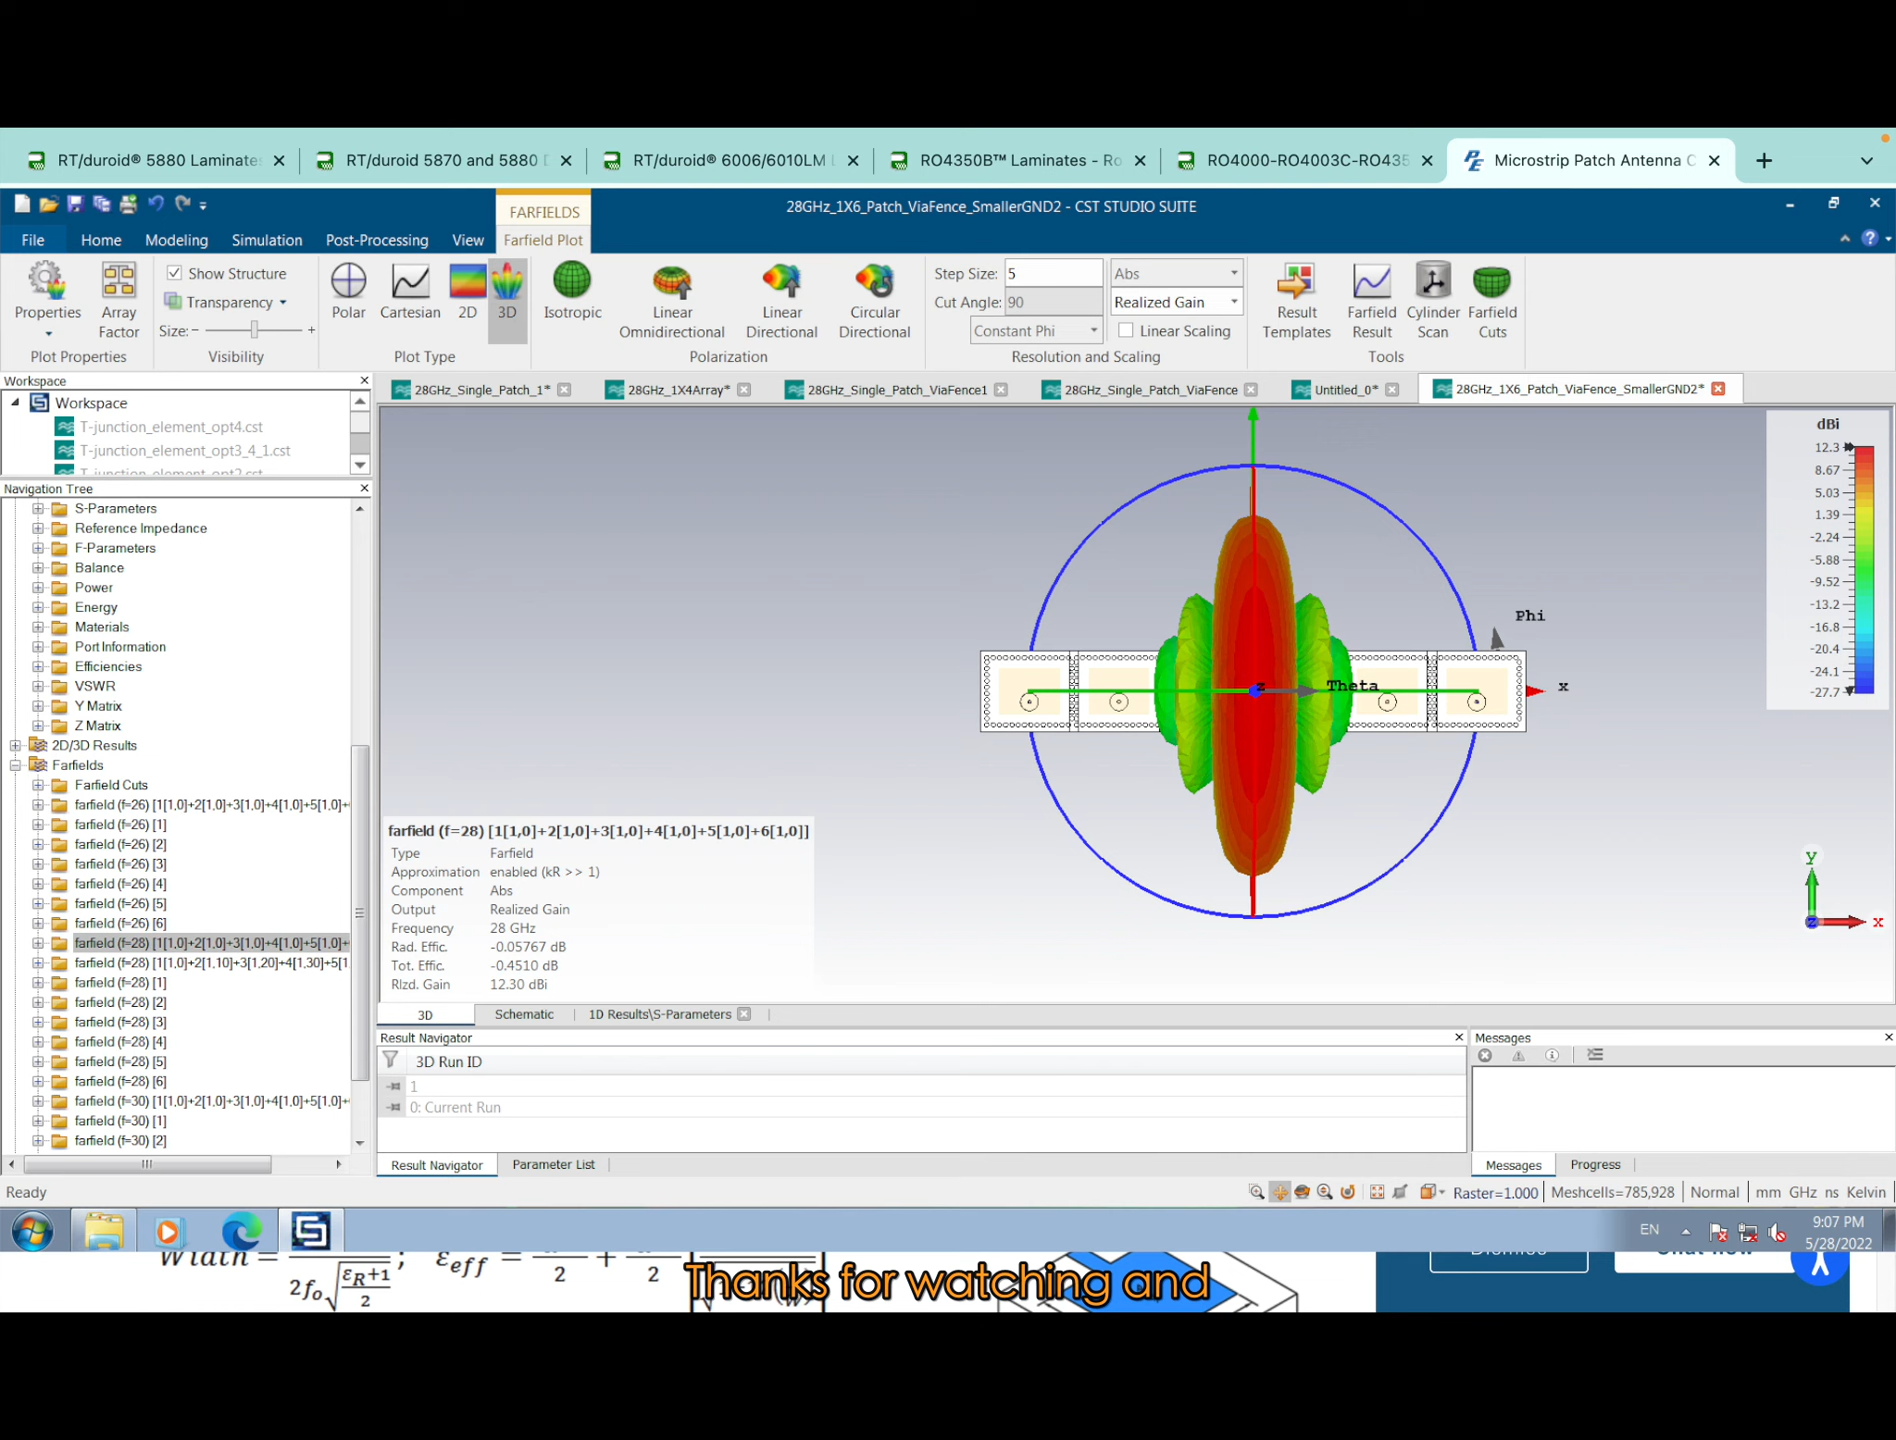 RT/duroid® 5880 Laminates
RT/duroid 5870 and 5880 D
RT/duroid® 6006/6010LM L
RO4350B™ Laminates - Ro
RO4000-RO4003C-RO435
Microstrip Patch Antenna C
FARFIELDS
28GHz_1X6_Patch_ViaFence_SmallerGND2 - CST STUDIO SUITE
File
Home
Modeling
Simulation
Post-Processing
View
Farfield Plot
Properties
Array
Factor
Plot Properties
Show Structure
Transparency
Size:
Visibility
Polar
Cartesian
2D
3D
Plot Type
Isotropic
Linear
Omnidirectional
Linear
Directional
Circular
Directional
Polarization
Step Size: 5
Abs
Cut Angle: 90
Realized Gain
Constant Phi
Linear Scaling
Resolution and Scaling
Result
Templates
Farfield
Result
Cylinder
Scan
Farfield
Cuts
Tools
Workspace
Workspace
T-junction_element_opt4.cst
T-junction_element_opt3_4_1.cst
T-junction_element_opt2.cst
28GHz_Single_Patch_1*
28GHz_1X4Array*
28GHz_Single_Patch_ViaFence1
28GHz_Single_Patch_ViaFence
Untitled_0*
28GHz_1X6_Patch_ViaFence_SmallerGND2*
Navigation Tree
S-Parameters
Reference Impedance
F-Parameters
Balance
Power
Energy
Materials
Port Information
Efficiencies
VSWR
Y Matrix
Z Matrix
2D/3D Results
Farfields
Farfield Cuts
farfield (f=26) [1[1,0]+2[1,0]+3[1,0]+4[1,0]+5[1,0]+
farfield (f=26) [1]
farfield (f=26) [2]
farfield (f=26) [3]
farfield (f=26) [4]
farfield (f=26) [5]
farfield (f=26) [6]
farfield (f=28) [1[1,0]+2[1,0]+3[1,0]+4[1,0]+5[1,0]+
farfield (f=28) [1[1,0]+2[1,10]+3[1,20]+4[1,30]+5[1
farfield (f=28) [1]
farfield (f=28) [2]
farfield (f=28) [3]
farfield (f=28) [4]
farfield (f=28) [5]
farfield (f=28) [6]
farfield (f=30) [1[1,0]+2[1,0]+3[1,0]+4[1,0]+5[1,0]+
farfield (f=30) [1]
farfield (f=30) [2]
dBi
12.3
8.67
5.03
1.39
-2.24
-5.88
-9.52
-13.2
-16.8
-20.4
-24.1
-27.7
Phi
z
Theta
x
y
z
x
farfield (f=28) [1[1,0]+2[1,0]+3[1,0]+4[1,0]+5[1,0]+6[1,0]]
Type Farfield
Approximation enabled (kR >> 1)
Component Abs
Output Realized Gain
Frequency 28 GHz
Rad. Effic. -0.05767 dB
Tot. Effic. -0.4510 dB
Rlzd. Gain 12.30 dBi
3D
Schematic
1D Results\S-Parameters
Result Navigator
3D Run ID
1
0: Current Run
Result Navigator
Parameter List
Messages
Messages
Progress
Ready
Raster=1.000
Meshcells=785,928
Normal
mm GHz ns Kelvin
EN
9:07 PM
5/28/2022
Width =
2fo√
εR+1
2
;
εeff =
2
+
2
Thanks for watching and